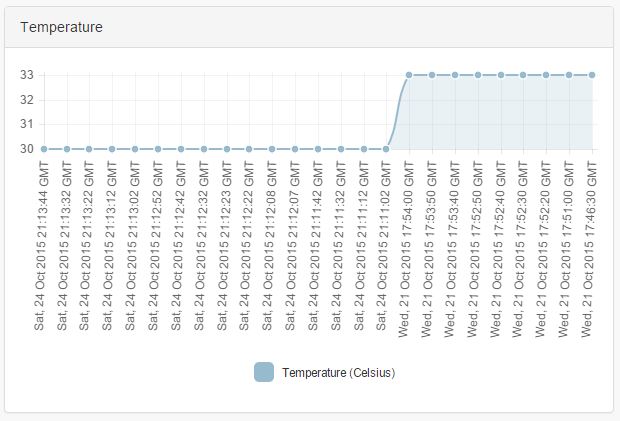 Temperature
33
32
31
30
Sat, 24 Oct 2015 21:13:44 GMT
Sat, 24 Oct 2015 21:13:32 GMT
Sat, 24 Oct 2015 21:13:22 GMT
Sat, 24 Oct 2015 21:13:12 GMT
Sat, 24 Oct 2015 21:13:02 GMT
Sat, 24 Oct 2015 21:12:52 GMT
Sat, 24 Oct 2015 21:12:42 GMT
Sat, 24 Oct 2015 21:12:32 GMT
Sat, 24 Oct 2015 21:12:23 GMT
Sat, 24 Oct 2015 21:12:22 GMT
Sat, 24 Oct 2015 21:12:08 GMT
Sat, 24 Oct 2015 21:12:07 GMT
Sat, 24 Oct 2015 21:11:42 GMT
Sat, 24 Oct 2015 21:11:32 GMT
Sat, 24 Oct 2015 21:11:12 GMT
Sat, 24 Oct 2015 21:11:02 GMT
Wed, 21 Oct 2015 17:54:00 GMT
Wed, 21 Oct 2015 17:53:50 GMT
Wed, 21 Oct 2015 17:53:40 GMT
Wed, 21 Oct 2015 17:52:50 GMT
Wed, 21 Oct 2015 17:52:40 GMT
Wed, 21 Oct 2015 17:52:30 GMT
Wed, 21 Oct 2015 17:52:20 GMT
Wed, 21 Oct 2015 17:51:00 GMT
Wed, 21 Oct 2015 17:46:30 GMT
Temperature (Celsius)